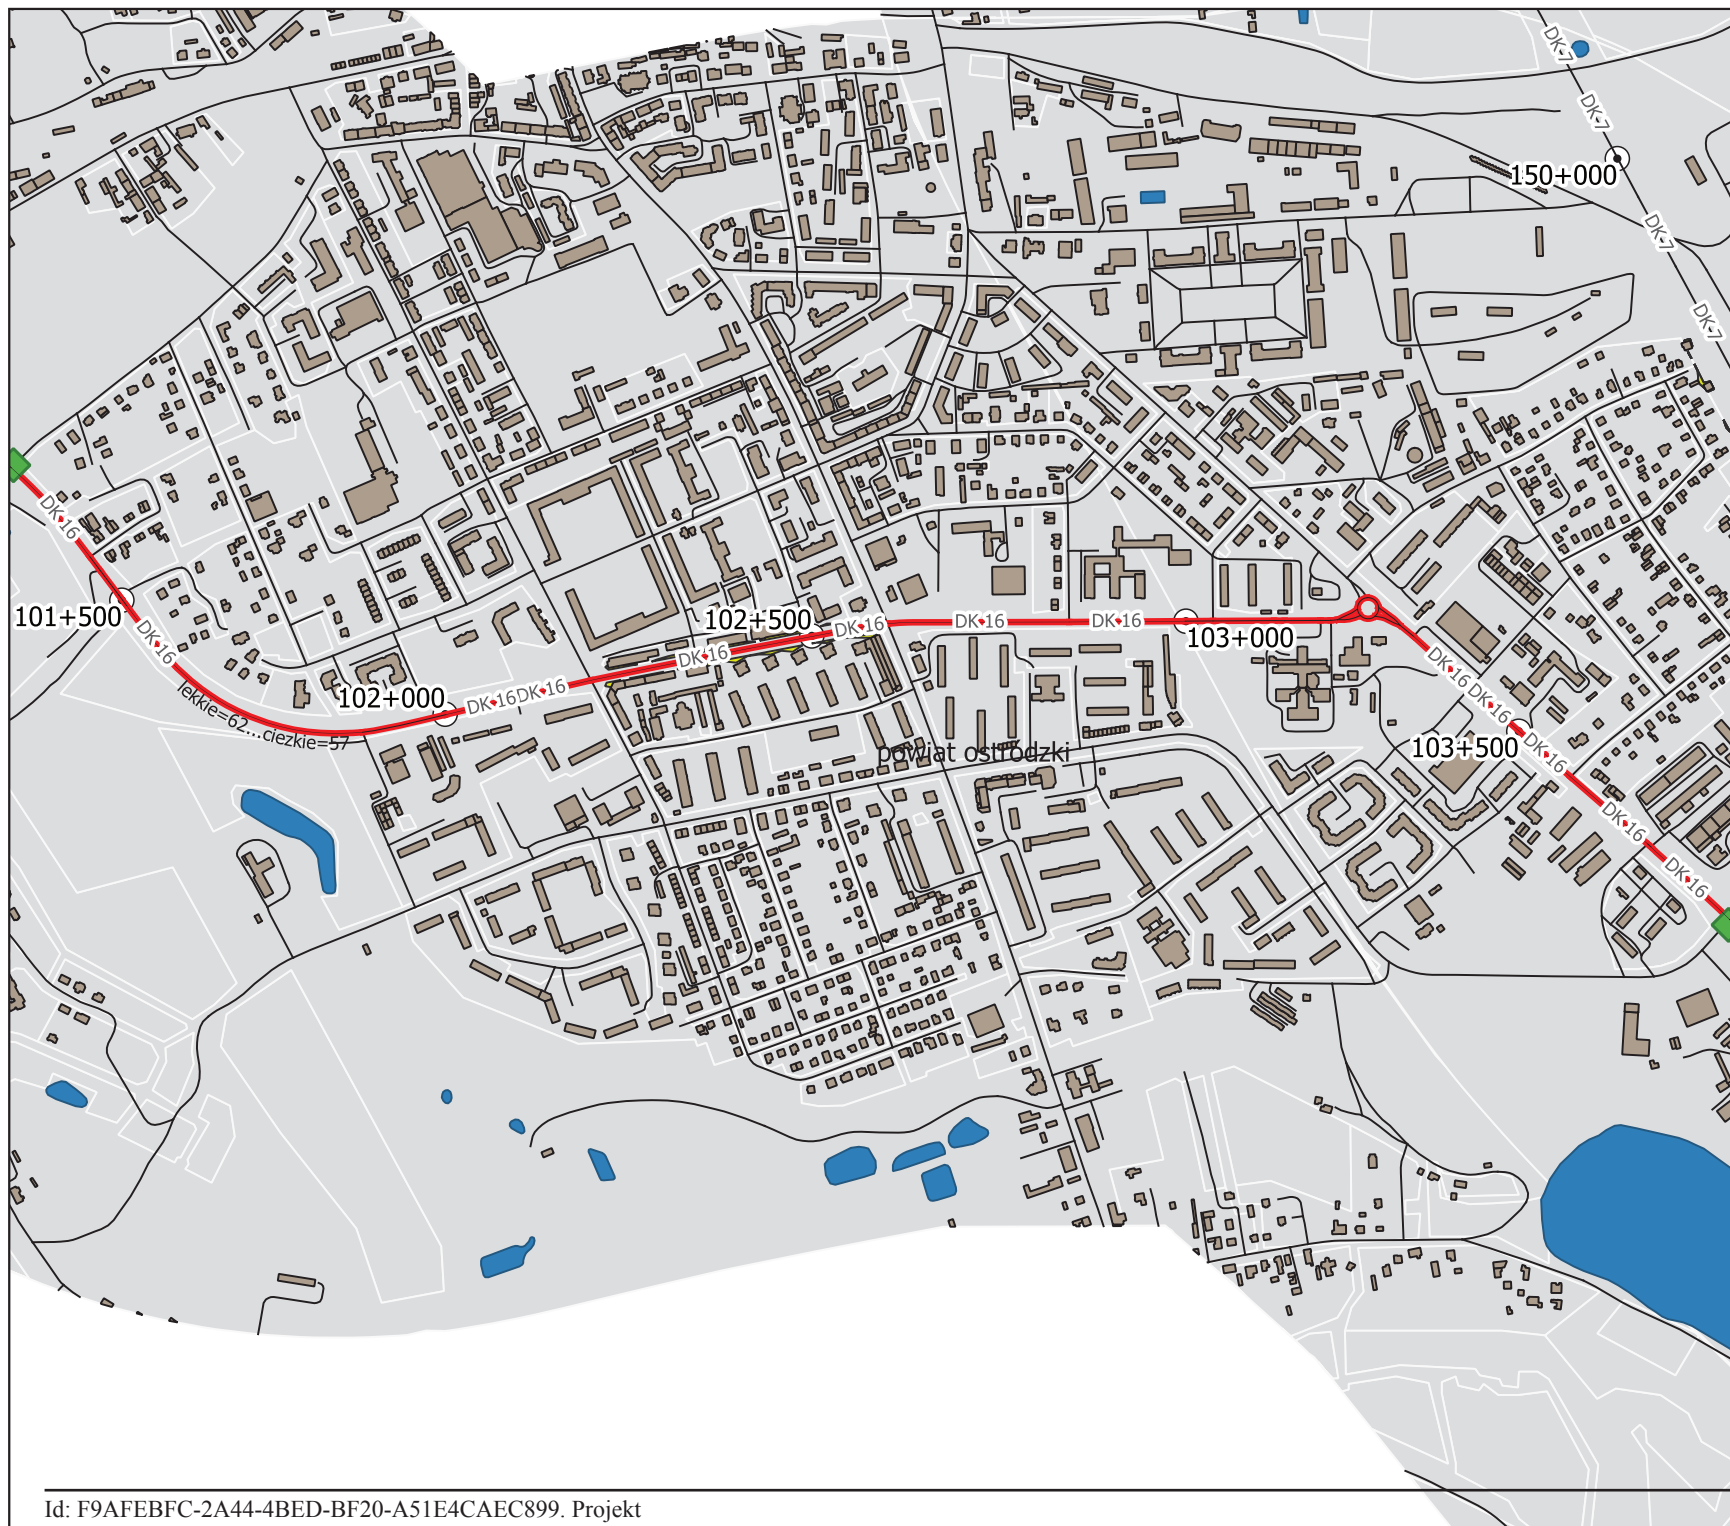 DK-7
DK-7
150+000
DK-7
DK-7
DK-16
101+500
DK-16
102+500
DK-16
DK-16
DK-16
103+000
DK-16
DK-16
DK-16
102+000
DK-16
DK-16
DK-16
lekkie=62...ciezkie=57
103+500
DK-16
powiat ostródzki
DK-16
DK-16
Id: F9AFEBFC-2A44-4BED-BF20-A51E4CAEC899. Projekt